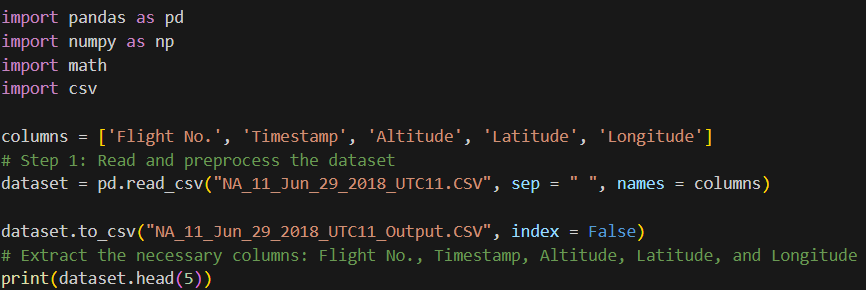 import pandas as pd
import numpy as np
import math
import csv

columns = ['Flight No.', 'Timestamp', 'Altitude', 'Latitude', 'Longitude']
# Step 1: Read and preprocess the dataset
dataset = pd.read_csv("NA_11_Jun_29_2018_UTC11.CSV", sep = " ", names = columns)

dataset.to_csv("NA_11_Jun_29_2018_UTC11_Output.CSV", index = False)
# Extract the necessary columns: Flight No., Timestamp, Altitude, Latitude, and Longitude
print(dataset.head(5))